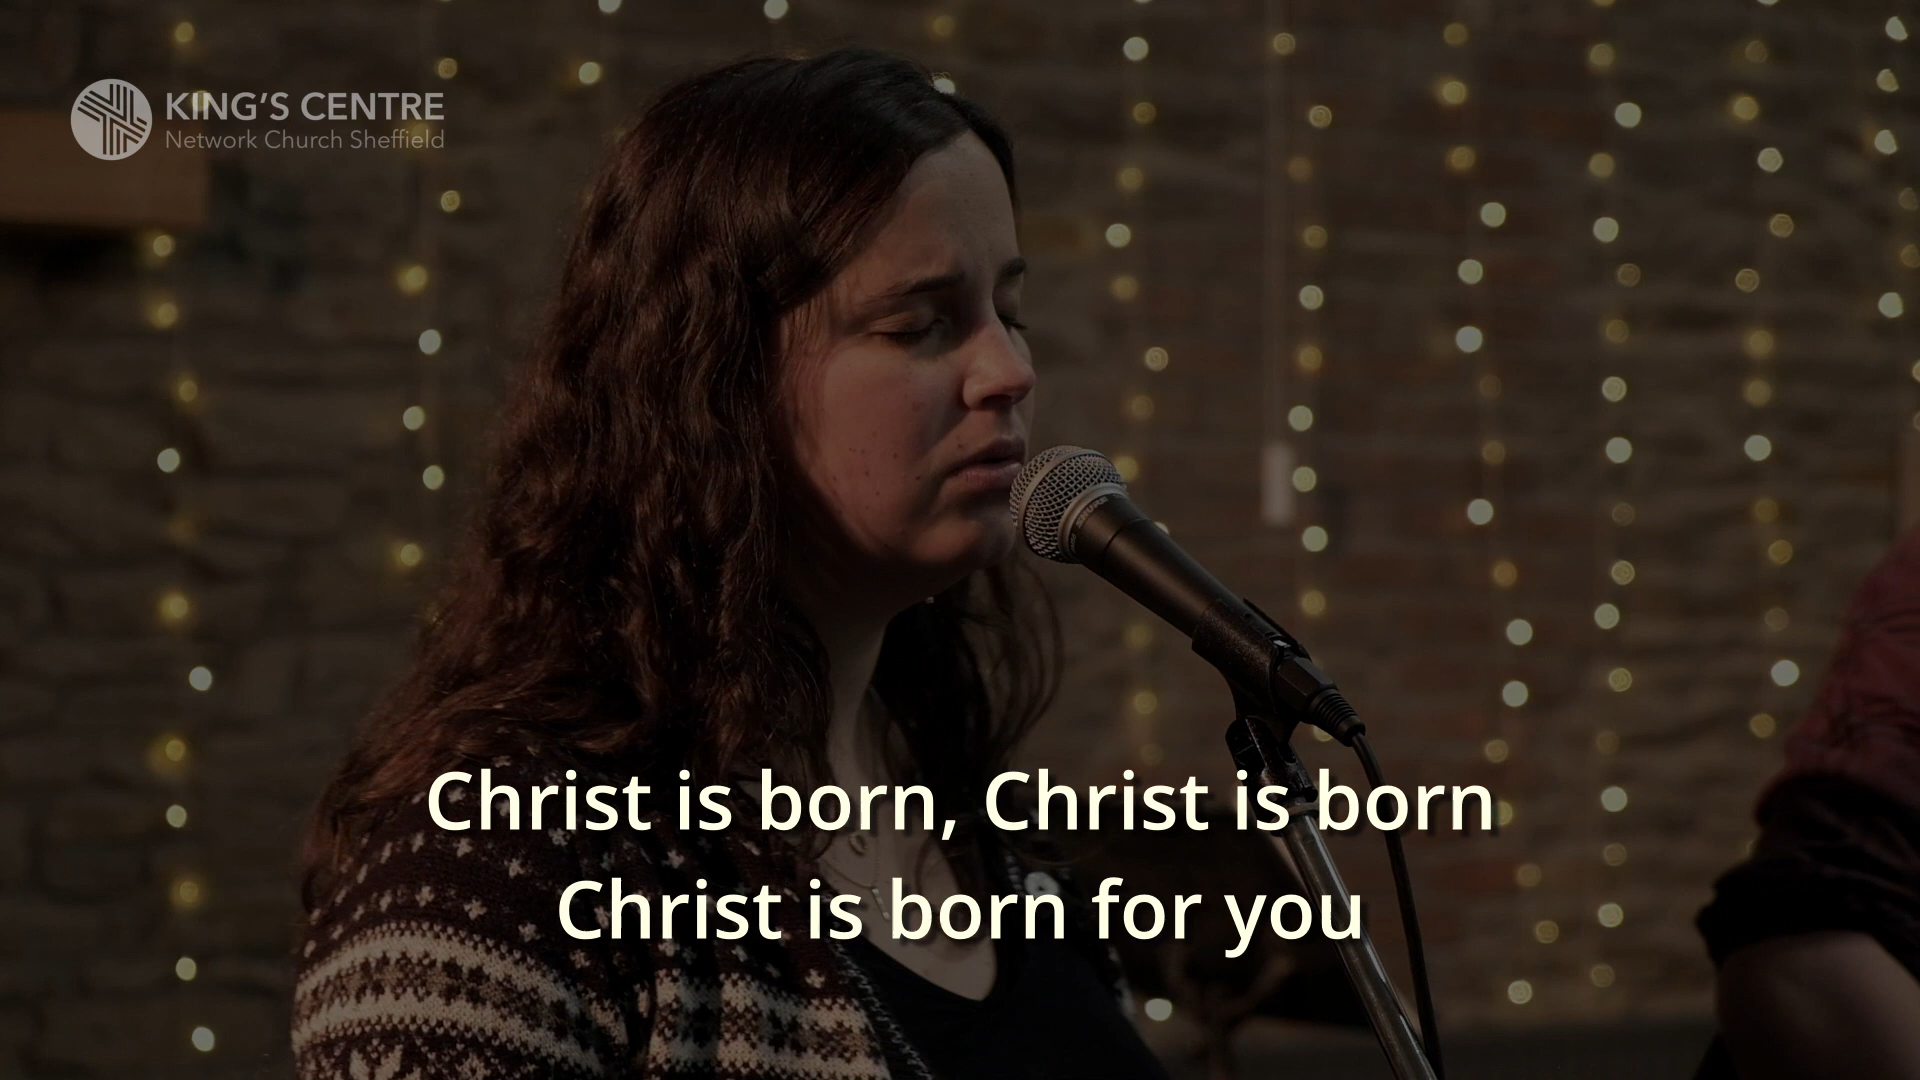 KING'S CENTRE
Network Church Sheffield
Christ is born, Christ is born
Christ is born for you